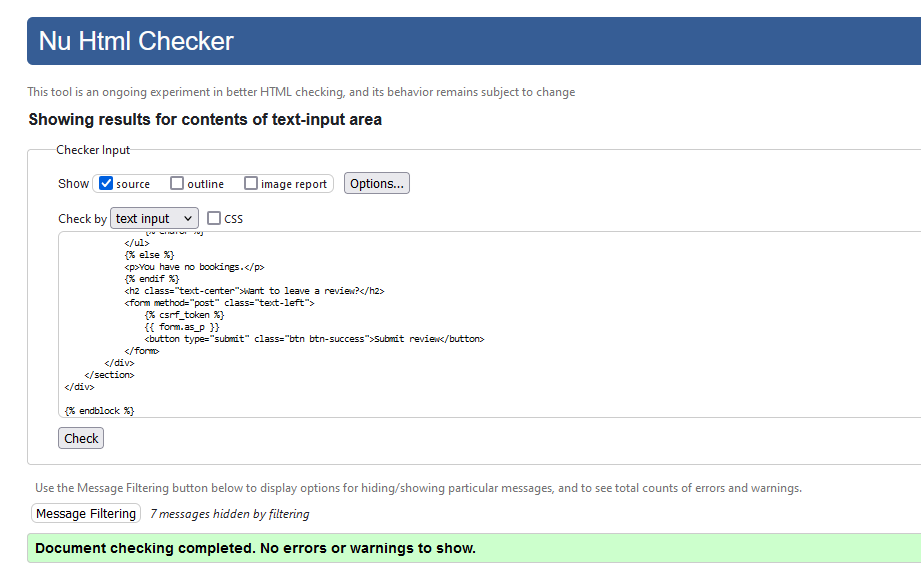 Nu Html Checker
This tool is an ongoing experiment in better HTML checking, and its behavior remains subject to change
Showing results for contents of text-input area
Checker Input
Show source outline image report Options...
Check by text input CSS
{% endfor %}
</ul>
{% else %}
<p>You have no bookings.</p>
{% endif %}
<h2 class="text-center">Want to leave a review?</h2>
<form method="post" class="text-left">
{% csrf_token %}
{{ form.as_p }}
<button type="submit" class="btn btn-success">Submit review</button>
</form>
</div>
</section>
</div>
{% endblock %}
Check
Use the Message Filtering button below to display options for hiding/showing particular messages, and to see total counts of errors and warnings.
Message Filtering 7 messages hidden by filtering
Document checking completed. No errors or warnings to show.